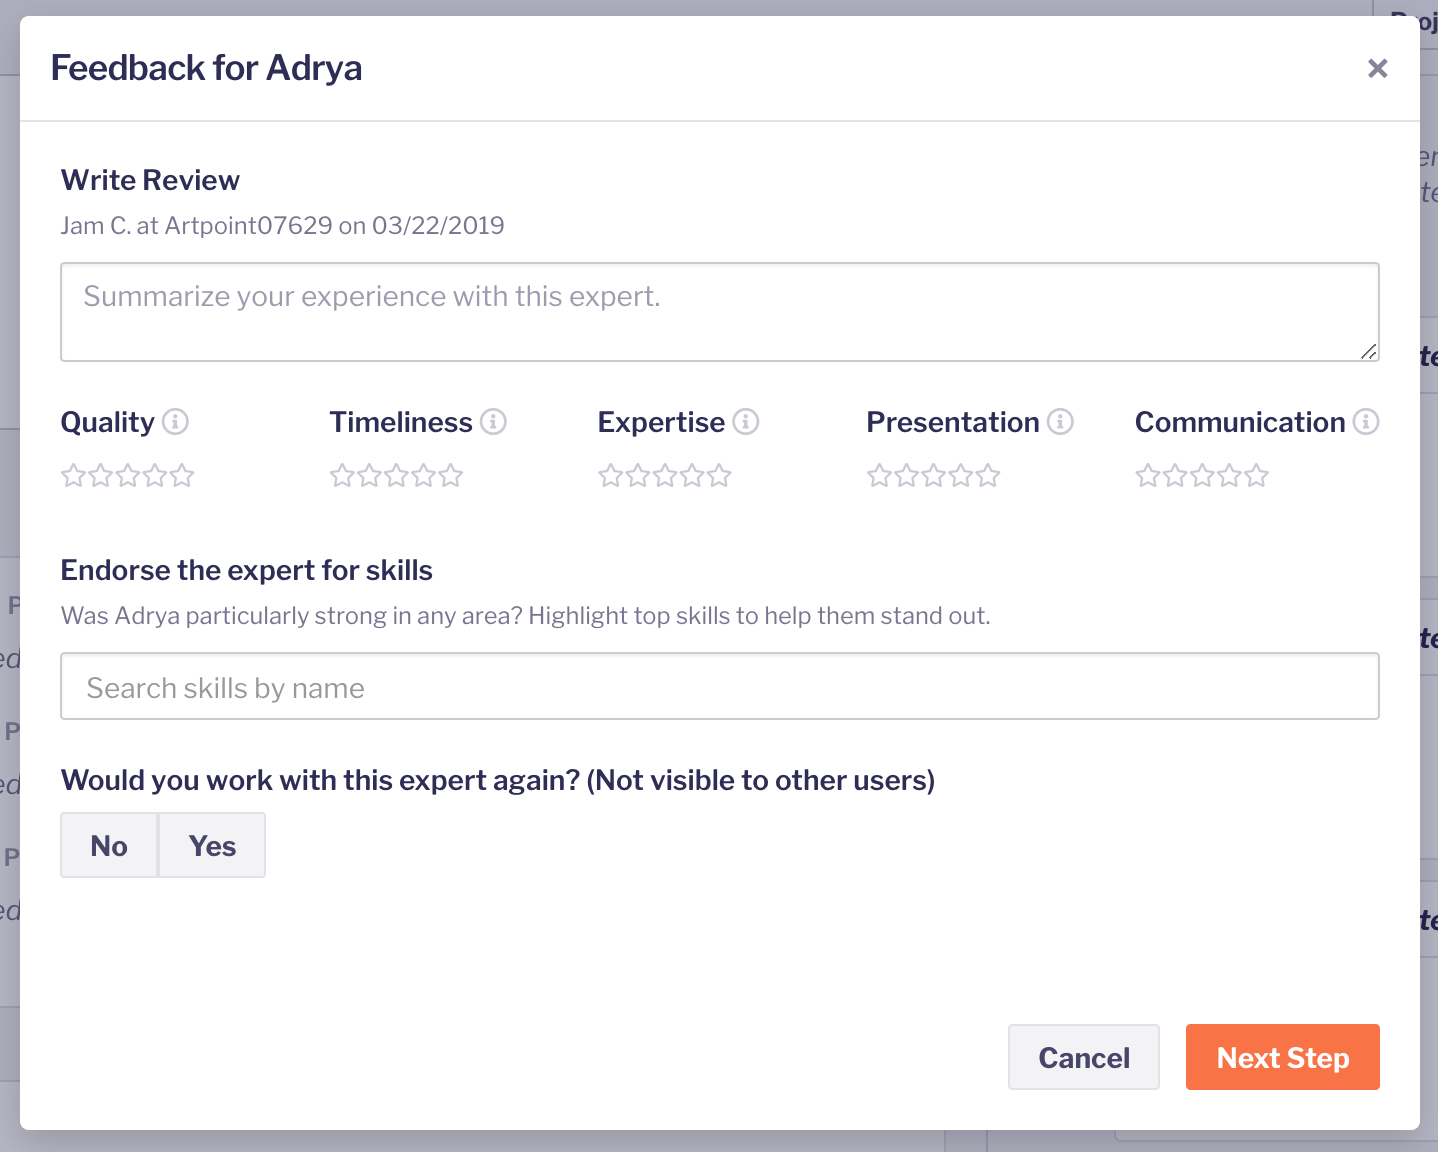 Feedback for Adrya
Write Review
Jam C. at Artpoint07629 on 03/22/2019
Summarize your experience with this expert.
Quality
Timeliness
Expertise
Presentation
Communication
Endorse the expert for skills
Was Adrya particularly strong in any area? Highlight top skills to help them stand out.
Search skills by name
Would you work with this expert again? (Not visible to other users)
No
Yes
Cancel
Next Step